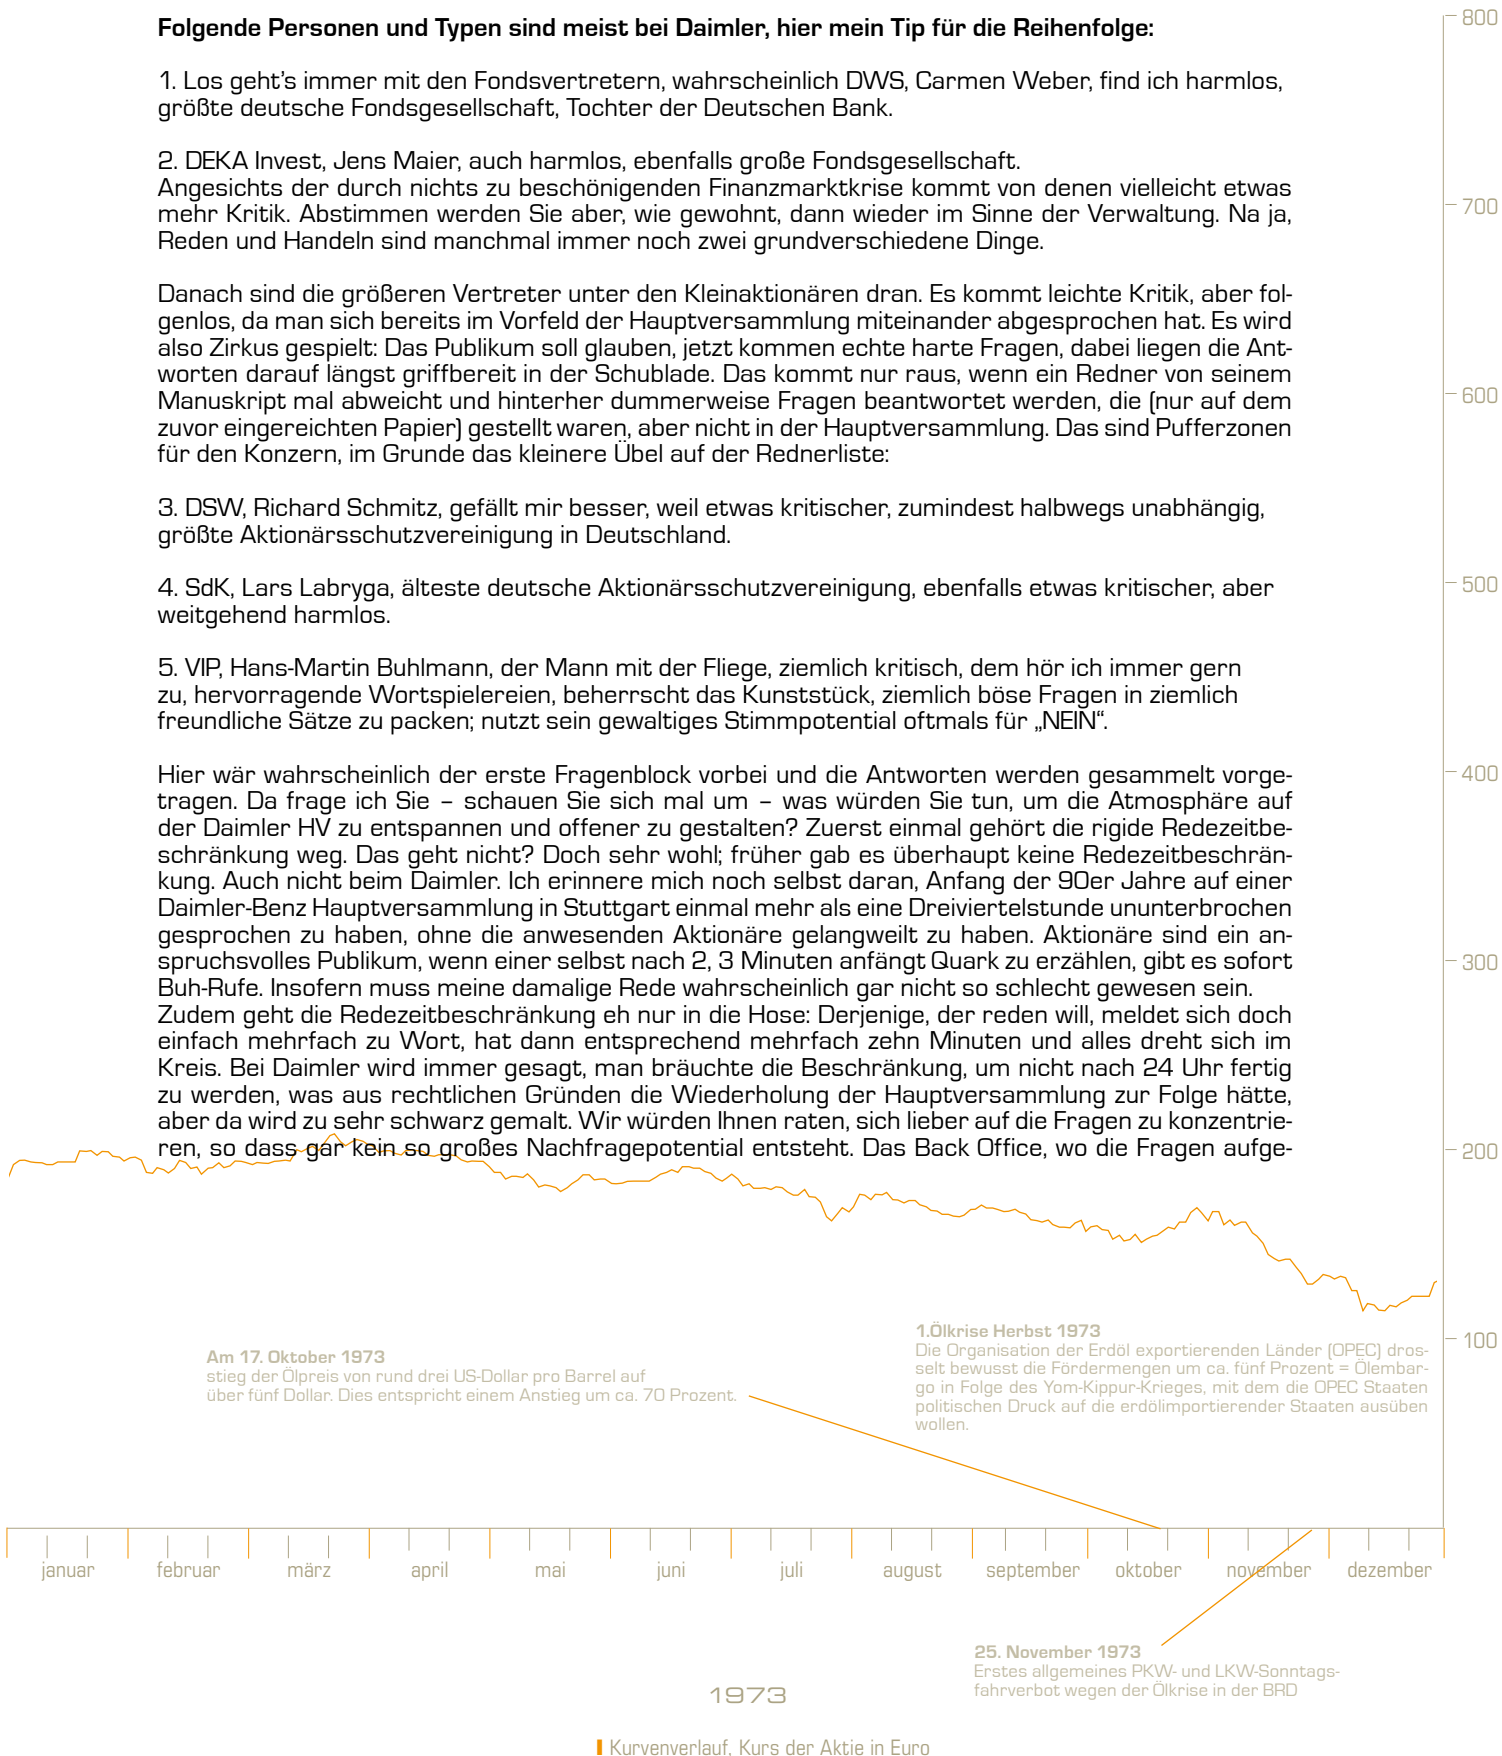 Folgende Personen und Typen sind meist bei Daimler, hier mein Tip für die Reihenfolge:
1. Los geht's immer mit den Fondsvertretern, wahrscheinlich DWS, Carmen Weber, find ich harmlos,
größte deutsche Fondsgesellschaft, Tochter der Deutschen Bank.
2. DEKA Invest, Jens Maier, auch harmlos, ebenfalls große Fondsgesellschaft.
Angesichts der durch nichts zu beschönigenden Finanzmarktkrise kommt von denen vielleicht etwas
mehr Kritik. Abstimmen werden Sie aber, wie gewohnt, dann wieder im Sinne der Verwaltung. Na ja,
Reden und Handeln sind manchmal immer noch zwei grundverschiedene Dinge.
Danach sind die größeren Vertreter unter den Kleinaktionären dran. Es kommt leichte Kritik, aber fol-
genlos, da man sich bereits im Vorfeld der Hauptversammlung miteinander abgesprochen hat. Es wird
also Zirkus gespielt: Das Publikum soll glauben, jetzt kommen echte harte Fragen, dabei liegen die Ant-
worten darauf längst griffbereit in der Schublade. Das kommt nur raus, wenn ein Redner von seinem
Manuskript mal abweicht und hinterher dummerweise Fragen beantwortet werden, die (nur auf dem
zuvor eingereichten Papier) gestellt waren, aber nicht in der Hauptversammlung. Das sind Pufferzonen
für den Konzern, im Grunde das kleinere Übel auf der Rednerliste:
3. DSW, Richard Schmitz, gefällt mir besser, weil etwas kritischer, zumindest halbwegs unabhängig,
größte Aktionärsschutzvereinigung in Deutschland.
4. SdK, Lars Labryga, älteste deutsche Aktionärsschutzvereinigung, ebenfalls etwas kritischer, aber
weitgehend harmlos.
5. VIP, Hans-Martin Buhlmann, der Mann mit der Fliege, ziemlich kritisch, dem hör ich immer gern
zu, hervorragende Wortspielereien, beherrscht das Kunststück, ziemlich böse Fragen in ziemlich
freundliche Sätze zu packen; nutzt sein gewaltiges Stimmpotential oftmals für „NEIN“.
Hier wär wahrscheinlich der erste Fragenblock vorbei und die Antworten werden gesammelt vorge-
tragen. Da frage ich Sie – schauen Sie sich mal um – was würden Sie tun, um die Atmosphäre auf
der Daimler HV zu entspannen und offener zu gestalten? Zuerst einmal gehört die rigide Redezeitbe-
schränkung weg. Das geht nicht? Doch sehr wohl; früher gab es überhaupt keine Redezeitbeschrän-
kung. Auch nicht beim Daimler. Ich erinnere mich noch selbst daran, Anfang der 90er Jahre auf einer
Daimler-Benz Hauptversammlung in Stuttgart einmal mehr als eine Dreiviertelstunde ununterbrochen
gesprochen zu haben, ohne die anwesenden Aktionäre gelangweilt zu haben. Aktionäre sind ein an-
spruchsvolles Publikum, wenn einer selbst nach 2, 3 Minuten anfängt Quark zu erzählen, gibt es sofort
Buh-Rufe. Insofern muss meine damalige Rede wahrscheinlich gar nicht so schlecht gewesen sein.
Zudem geht die Redezeitbeschränkung eh nur in die Hose: Derjenige, der reden will, meldet sich doch
einfach mehrfach zu Wort, hat dann entsprechend mehrfach zehn Minuten und alles dreht sich im
Kreis. Bei Daimler wird immer gesagt, man bräuchte die Beschränkung, um nicht nach 24 Uhr fertig
zu werden, was aus rechtlichen Gründen die Wiederholung der Hauptversammlung zur Folge hätte,
aber da wird zu sehr schwarz gemalt. Wir würden Ihnen raten, sich lieber auf die Fragen zu konzentrie-
ren, so dass gar kein so großes Nachfragepotential entsteht. Das Back Office, wo die Fragen aufge-
800
700
600
500
400
300
200
100
Am 17. Oktober 1973
stieg der Ölpreis von rund drei US-Dollar pro Barrel auf
über fünf Dollar. Dies entspricht einem Anstieg um ca. 70 Prozent.
1.Ölkrise Herbst 1973
Die Organisation der Erdöl exportierenden Länder (OPEC) dros-
selt bewusst die Fördermengen um ca. fünf Prozent = Ölembar-
go in Folge des Yom-Kippur-Krieges, mit dem die OPEC Staaten
politischen Druck auf die erdölimportierender Staaten ausüben
wollen.
januar februar märz april mai juni juli august september oktober november dezember
25. November 1973
Erstes allgemeines PKW- und LKW-Sonntags-
fahrverbot wegen der Ölkrise in der BRD
1973
Kurvenverlauf, Kurs der Aktie in Euro